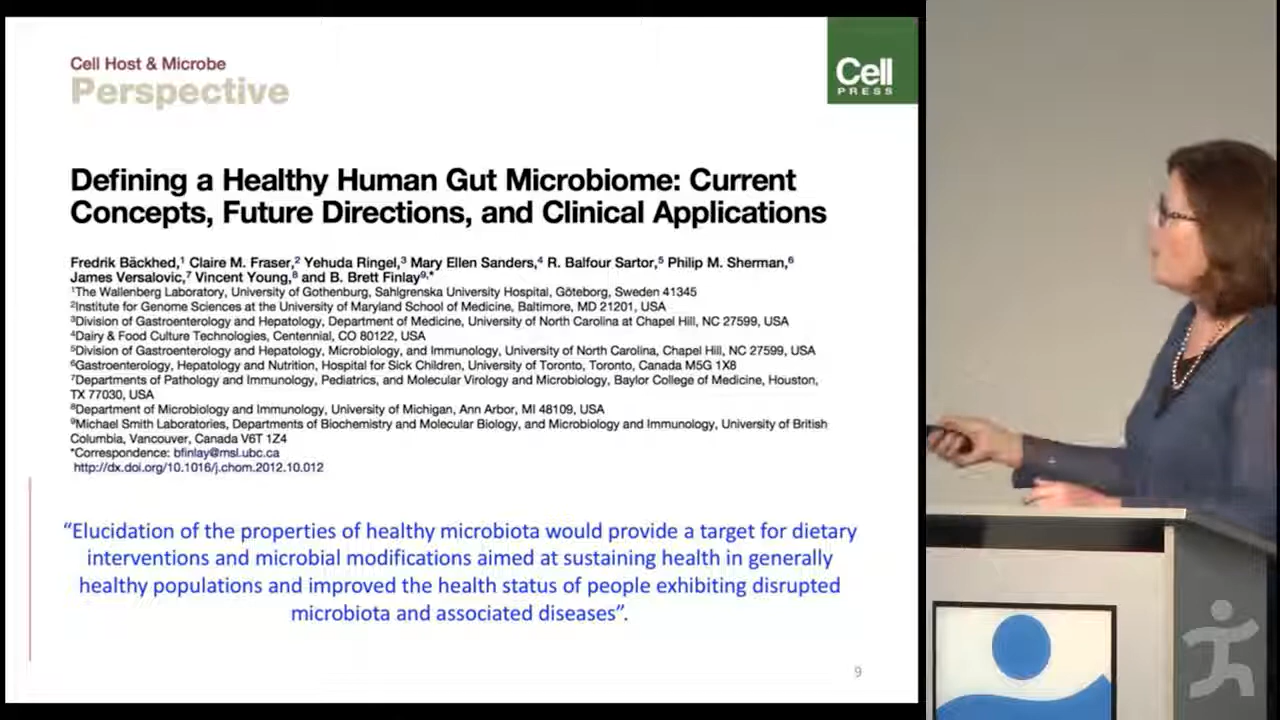 Cell Host & Microbe
Perspective
Cell
PRESS
Defining a Healthy Human Gut Microbiome: Current
Concepts, Future Directions, and Clinical Applications
Fredrik Bäckhed,¹ Claire M. Fraser,² Yehuda Ringel,³ Mary Ellen Sanders,⁴ R. Balfour Sartor,⁵ Philip M. Sherman,⁶
James Versalovic,⁷ Vincent Young,⁸ and B. Brett Finlay⁹,*
¹The Wallenberg Laboratory, University of Gothenburg, Sahlgrenska University Hospital, Göteborg, Sweden 41345
²Institute for Genome Sciences at the University of Maryland School of Medicine, Baltimore, MD 21201, USA
³Division of Gastroenterology and Hepatology, Department of Medicine, University of North Carolina at Chapel Hill, NC 27599, USA
⁴Dairy & Food Culture Technologies, Centennial, CO 80122, USA
⁵Division of Gastroenterology and Hepatology, Microbiology, and Immunology, University of North Carolina, Chapel Hill, NC 27599, USA
⁶Gastroenterology, Hepatology and Nutrition, Hospital for Sick Children, University of Toronto, Toronto, Canada M5G 1X8
⁷Departments of Pathology and Immunology, Pediatrics, and Molecular Virology and Microbiology, Baylor College of Medicine, Houston,
TX 77030, USA
⁸Department of Microbiology and Immunology, University of Michigan, Ann Arbor, MI 48109, USA
⁹Michael Smith Laboratories, Departments of Biochemistry and Molecular Biology, and Microbiology and Immunology, University of British
Columbia, Vancouver, Canada V6T 1Z4
*Correspondence: bfinlay@msl.ubc.ca
http://dx.doi.org/10.1016/j.chom.2012.10.012
“Elucidation of the properties of healthy microbiota would provide a target for dietary
interventions and microbial modifications aimed at sustaining health in generally
healthy populations and improved the health status of people exhibiting disrupted
microbiota and associated diseases”.
9